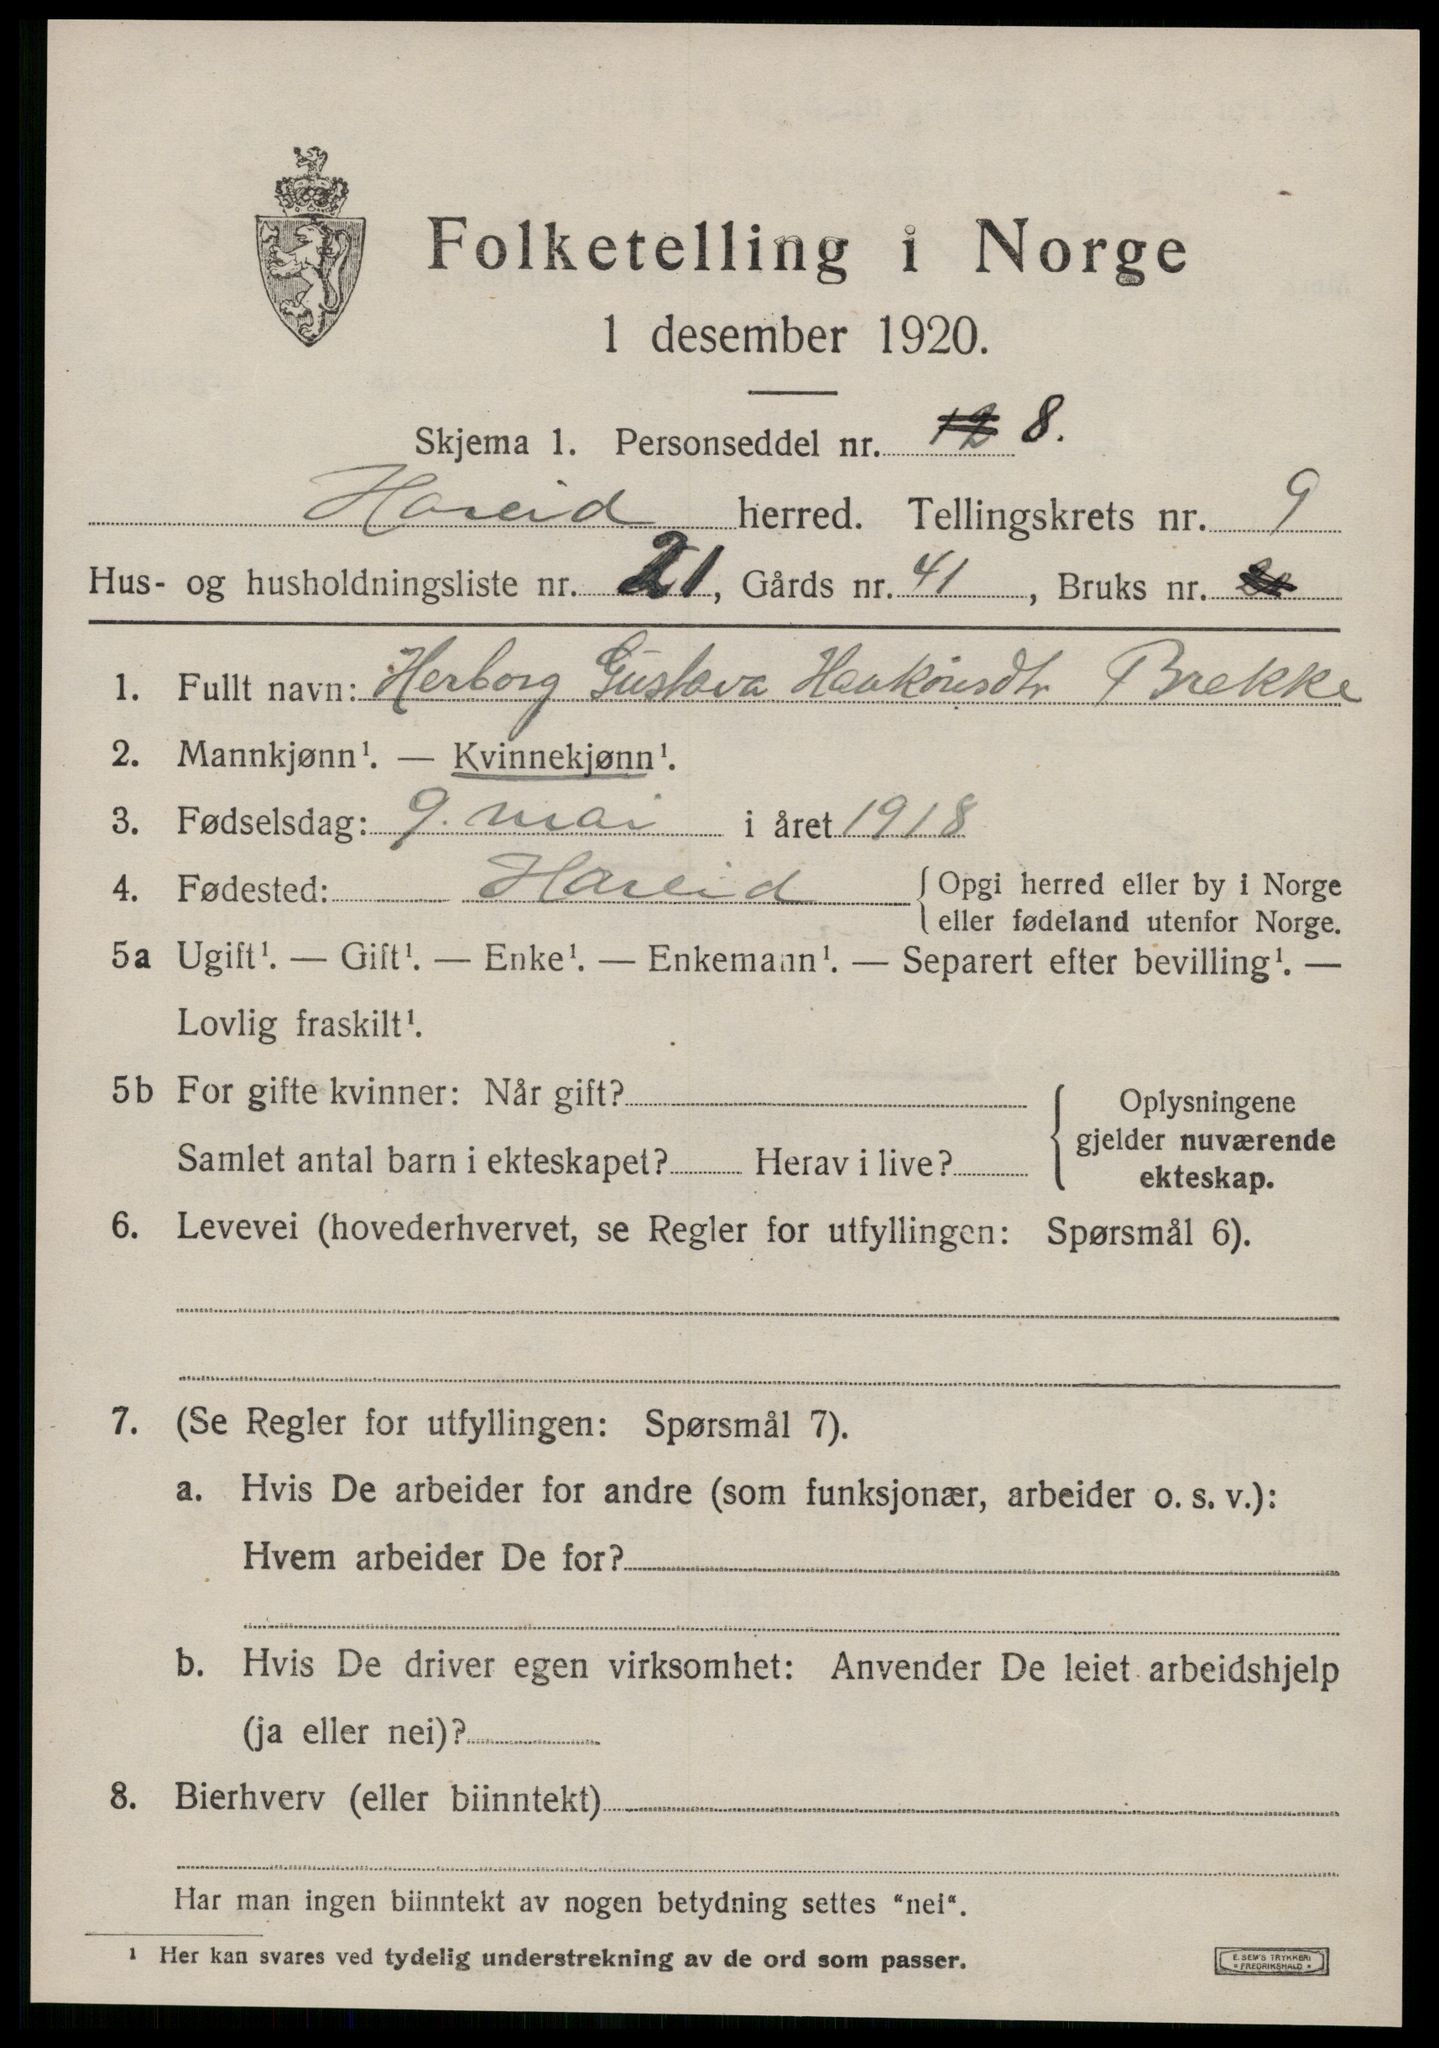 Folketelling i Norge
1 desember 1920.
Skjema 1. Personseddel nr. 12 8.
Hareid herred. Tellingskrets nr. 9
Hus- og husholdningsliste nr. 21, Gårds nr. 41, Bruks nr.
1. Fullt navn: Herborg Gustava Haakonsdtr Brekke
2. Mannkjønn¹. — Kvinnekjønn¹.
3. Fødselsdag: 9. mai i året 1918
4. Fødested: Hareid { Opgi herred eller by i Norge
eller fødeland utenfor Norge.
5a Ugift¹. — Gift¹. — Enke¹. — Enkemann¹. — Separert efter bevilling¹. —
Lovlig fraskilt¹.
5b For gifte kvinner: Når gift?
Samlet antal barn i ekteskapet? Herav i live?
{ Oplysningene
gjelder nuværende
ekteskap.
6. Levevei (hovederhvervet, se Regler for utfyllingen: Spørsmål 6).
7. (Se Regler for utfyllingen: Spørsmål 7).
a. Hvis De arbeider for andre (som funksjonær, arbeider o. s. v.):
Hvem arbeider De for?
b. Hvis De driver egen virksomhet: Anvender De leiet arbeidshjelp
(ja eller nei)?
8. Bierhverv (eller biinntekt)
Har man ingen biinntekt av nogen betydning settes "nei".
¹ Her kan svares ved tydelig understrekning av de ord som passer.
E. SEM'S TRYKKERI
* FREDRIKSHALD *